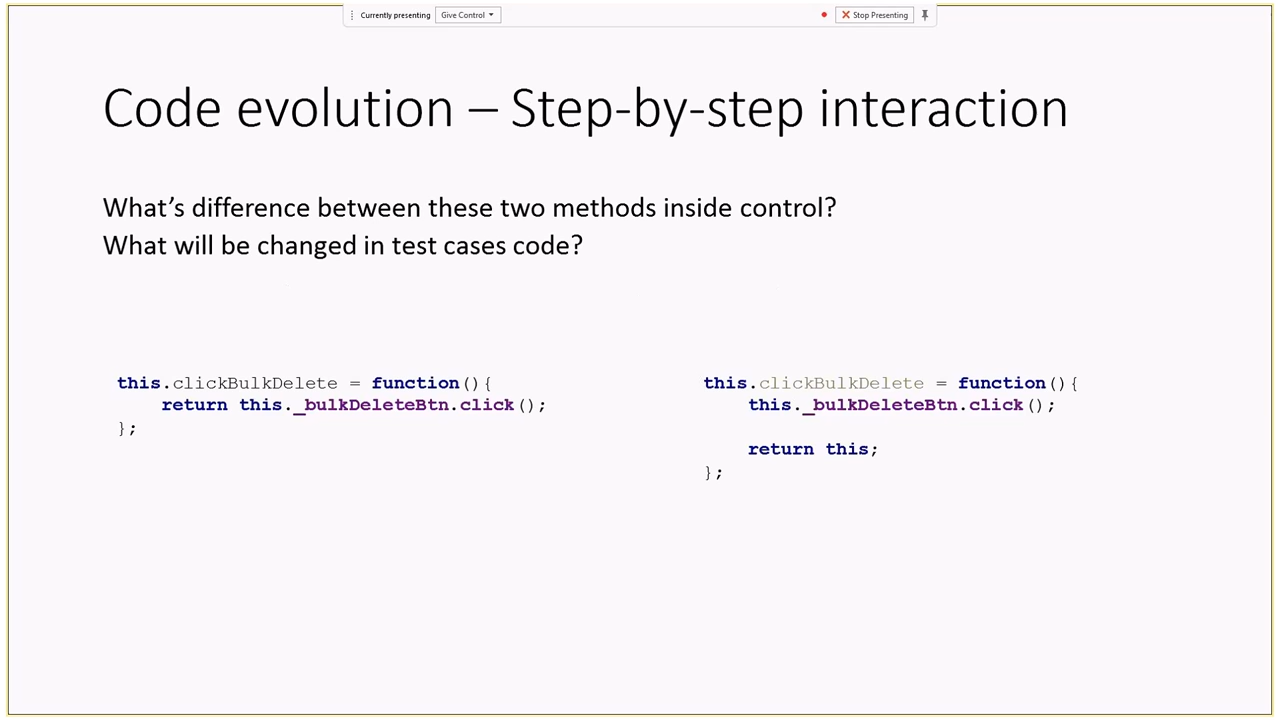 Currently presenting Give Control Stop Presenting
Code evolution – Step-by-step interaction
What’s difference between these two methods inside control?
What will be changed in test cases code?
this.clickBulkDelete = function(){
return this._bulkDeleteBtn.click();
};
this.clickBulkDelete = function(){
this._bulkDeleteBtn.click();
return this;
};